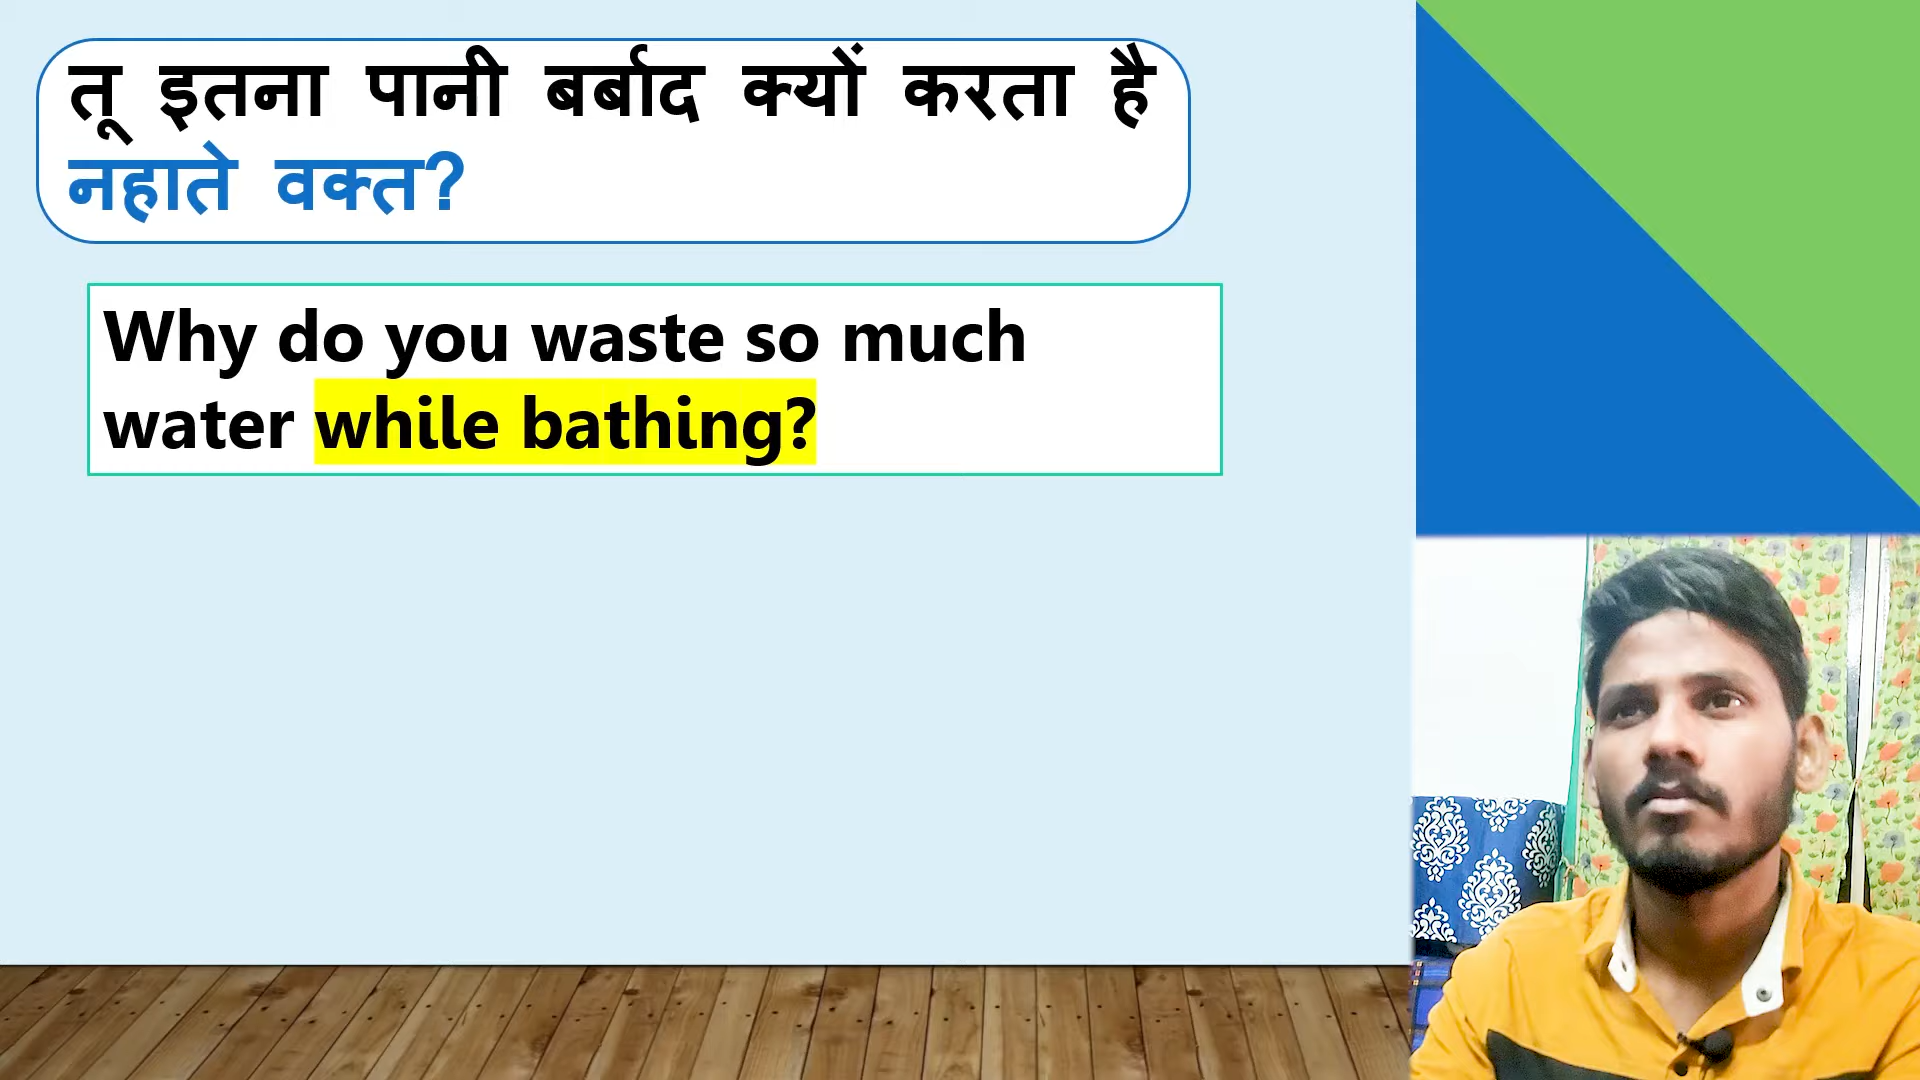 तू इतना पानी बर्बाद क्यों करता है
नहाते वक्त?
Why do you waste so much
water while bathing?